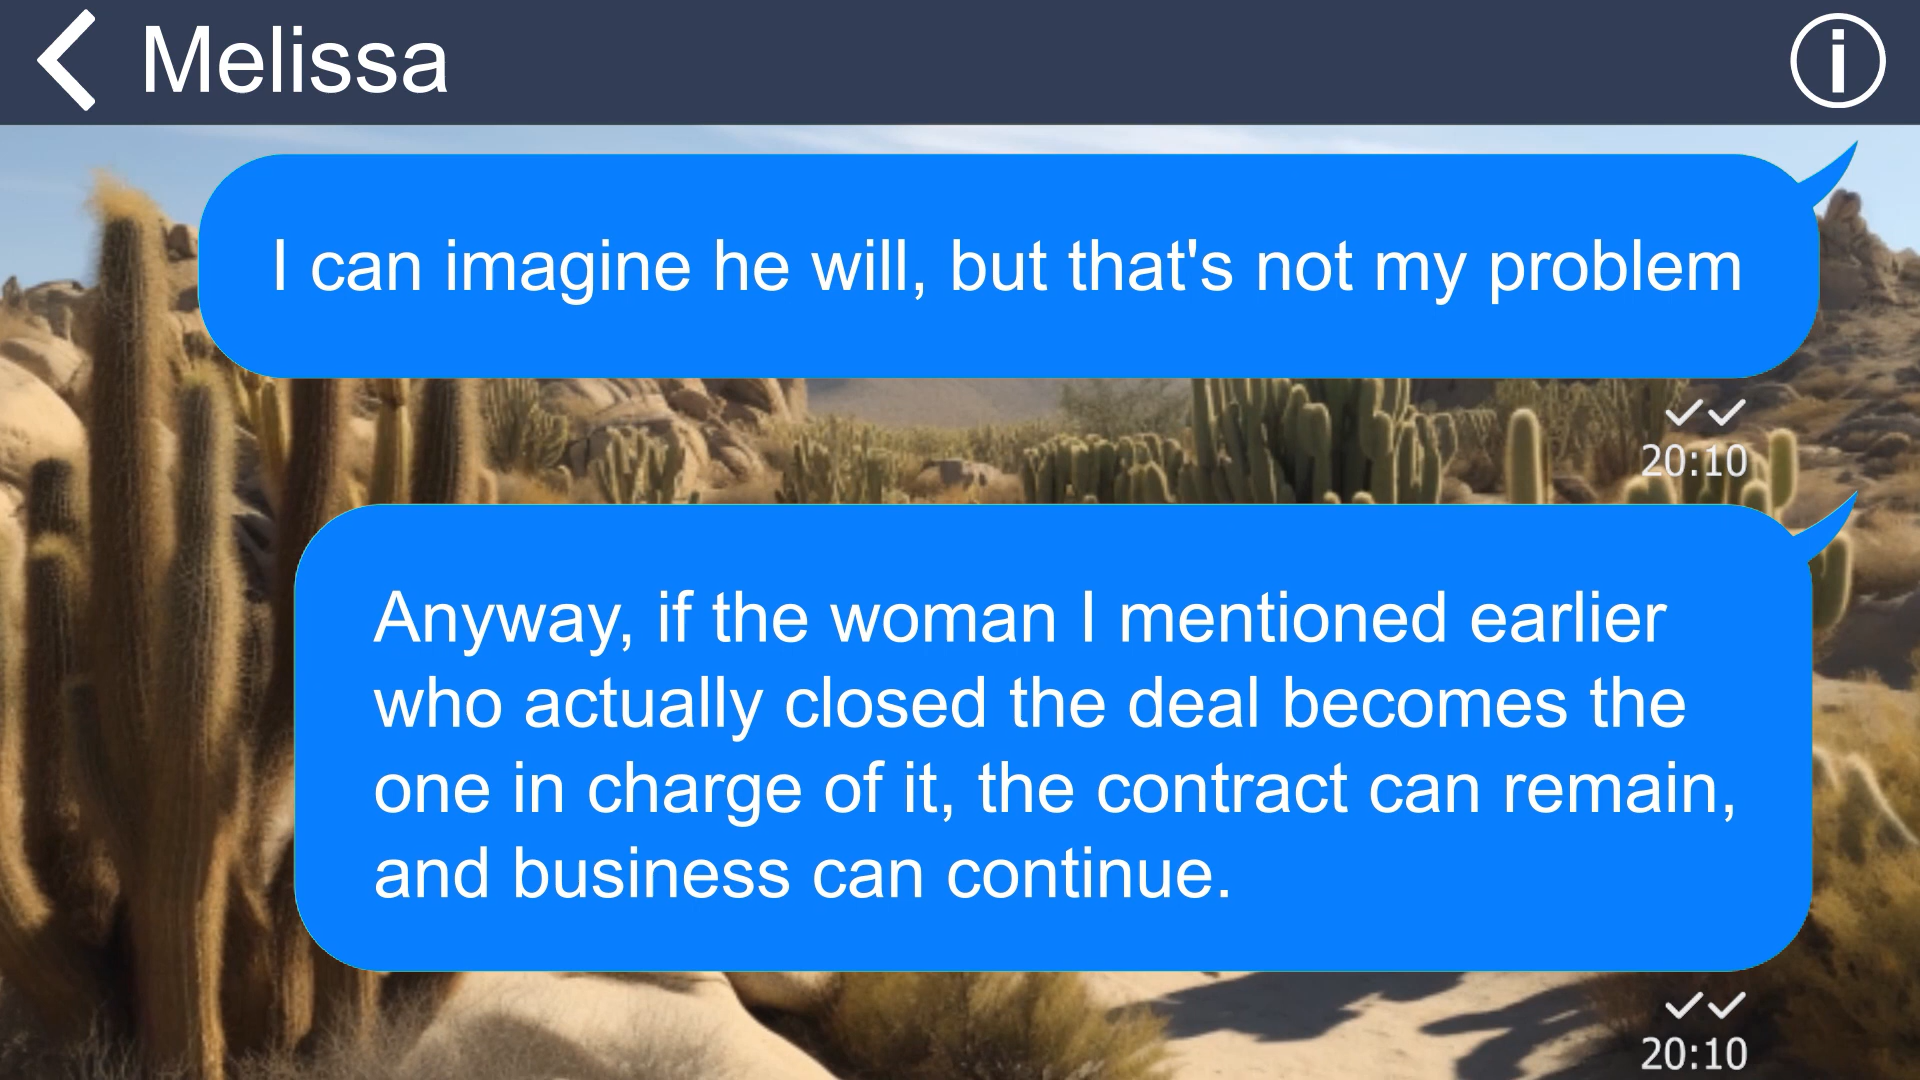 Melissa
I can imagine he will, but that's not my problem
20:10
Anyway, if the woman I mentioned earlier
who actually closed the deal becomes the
one in charge of it, the contract can remain,
and business can continue.
20:10